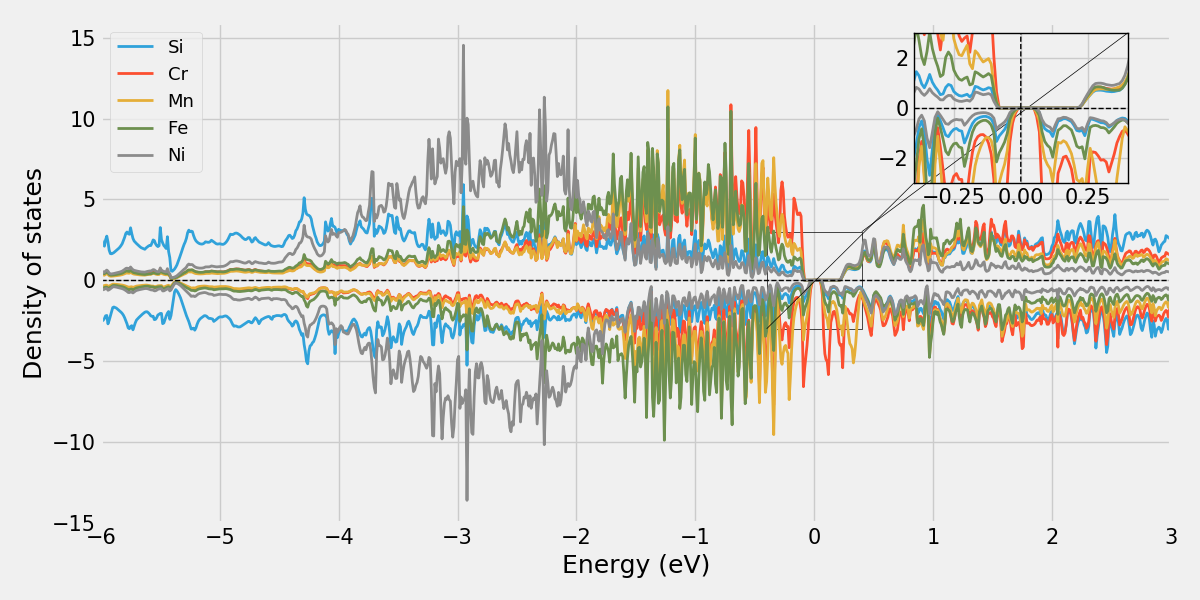 15
10
5
0
−5
−10
−15
Density of states
Si
Cr
Mn
Fe
Ni
2
0
−2
−0.25 0.00 0.25
−6 −5 −4 −3 −2 −1 0 1 2 3
Energy (eV)